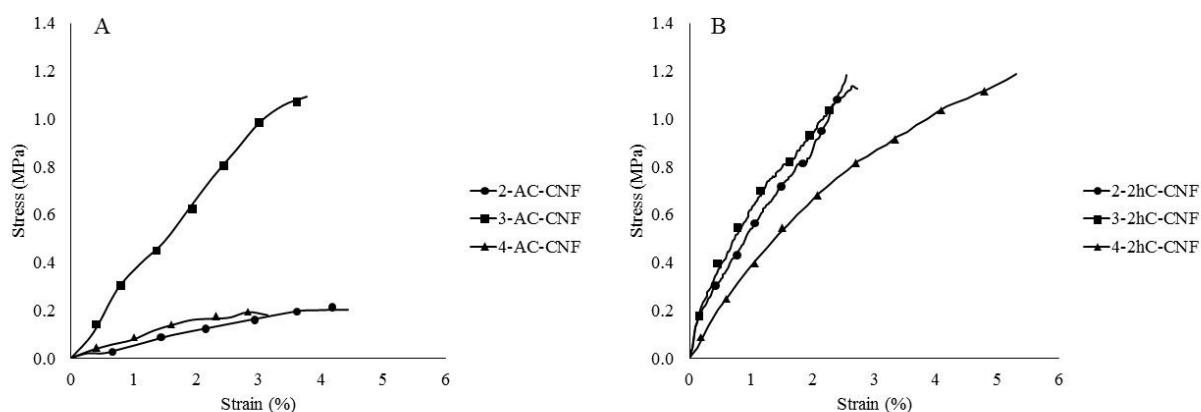 A
Stress (MPa)
1.4
1.2
1.0
0.8
0.6
0.4
0.2
0.0
0 1 2 3 4 5 6
Strain (%)
2-AC-CNF
3-AC-CNF
4-AC-CNF
B
Stress (MPa)
1.4
1.2
1.0
0.8
0.6
0.4
0.2
0.0
0 1 2 3 4 5 6
Strain (%)
2-2hC-CNF
3-2hC-CNF
4-2hC-CNF